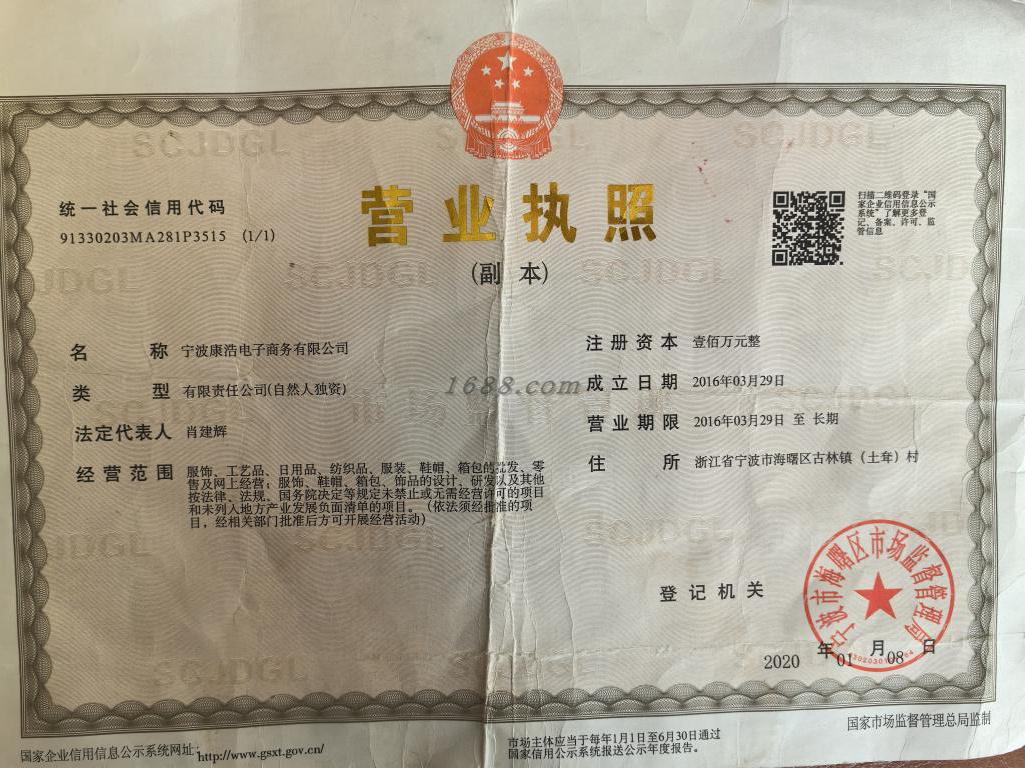 统一社会信用代码
91330203MA281P3515 (1/1)
营业执照
(副 本)
扫描二维码登录“国
家企业信用信息公示
系统”了解更多登
记、备案、许可、监
管信息
名 称 宁波康浩电子商务有限公司
类 型 有限责任公司(自然人独资)
法定代表人 肖建辉
经营范围 服饰、工艺品、日用品、纺织品、服装、鞋帽、箱包的批发、零
售及网上经营；服饰、鞋帽、箱包、饰品的设计、研发以及其他
按法律、法规、国务院决定等规定未禁止或无需经营许可的项目
和未列入地方产业发展负面清单的项目。（依法须经批准的项
目，经相关部门批准后方可开展经营活动）
注册资本 壹佰万元整
成立日期 2016年03月29日
营业期限 2016年03月29日 至 长期
住 所 浙江省宁波市海曙区古林镇（土夅）村
1688.com
登记机关
宁波市海曙区市场监督管理局
2020 年 01 月 08 日
国家企业信用信息公示系统网址：http://www.gsxt.gov.cn/
市场主体应当于每年1月1日至6月30日通过
国家信用公示系统报送公示年度报告。
国家市场监督管理总局监制